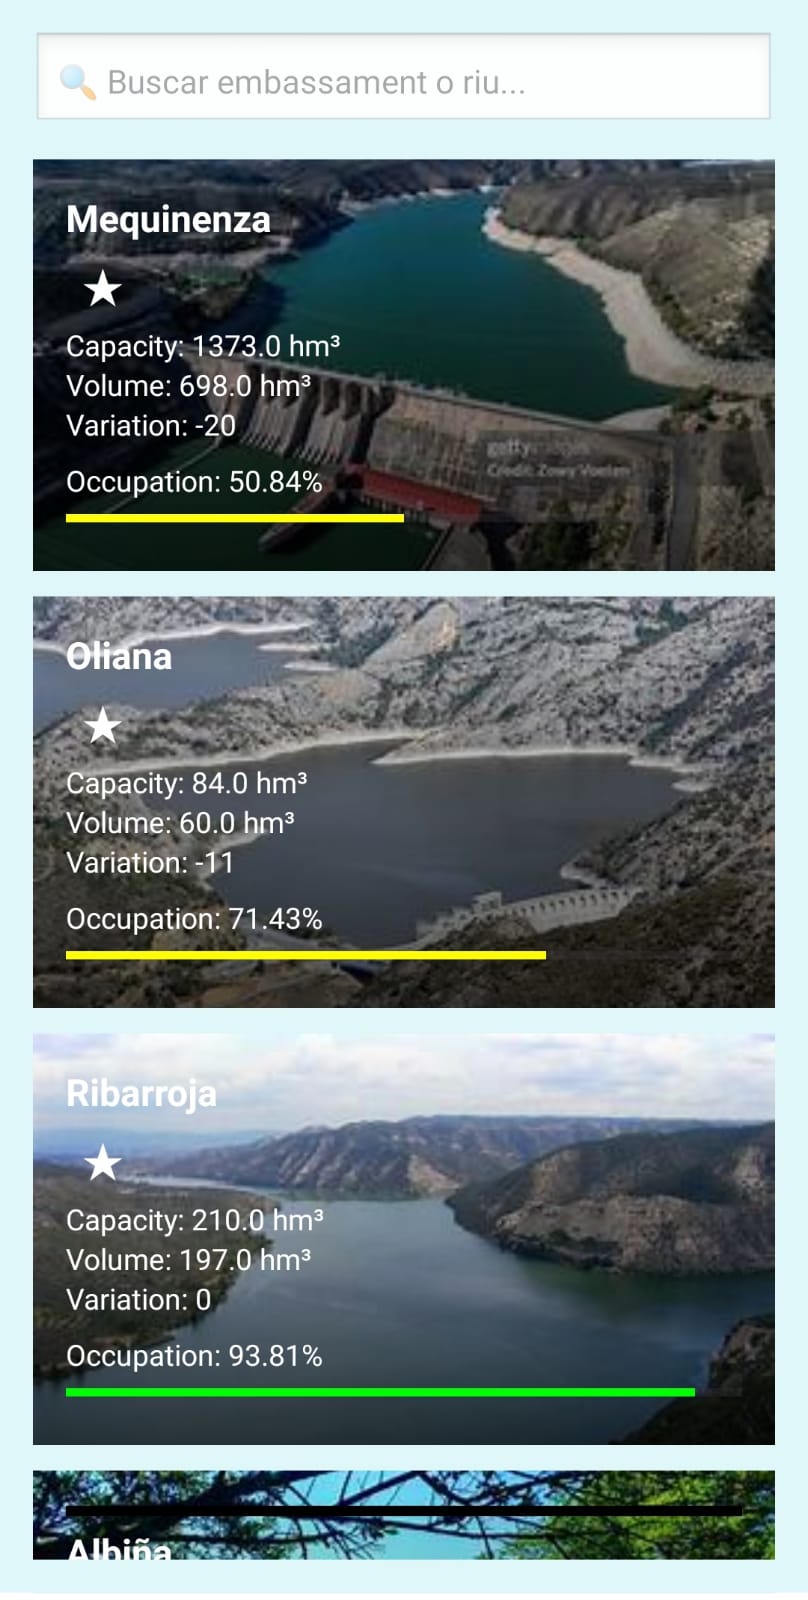 Buscar embassament o riu...
Mequinenza
Capacity: 1373.0 hm³
Volume: 698.0 hm³
Variation: -20
gettyimages
Credit: Zowy Voeten
Occupation: 50.84%
Oliana
Capacity: 84.0 hm³
Volume: 60.0 hm³
Variation: -11
Occupation: 71.43%
Ribarroja
Capacity: 210.0 hm³
Volume: 197.0 hm³
Variation: 0
Occupation: 93.81%
Albiña